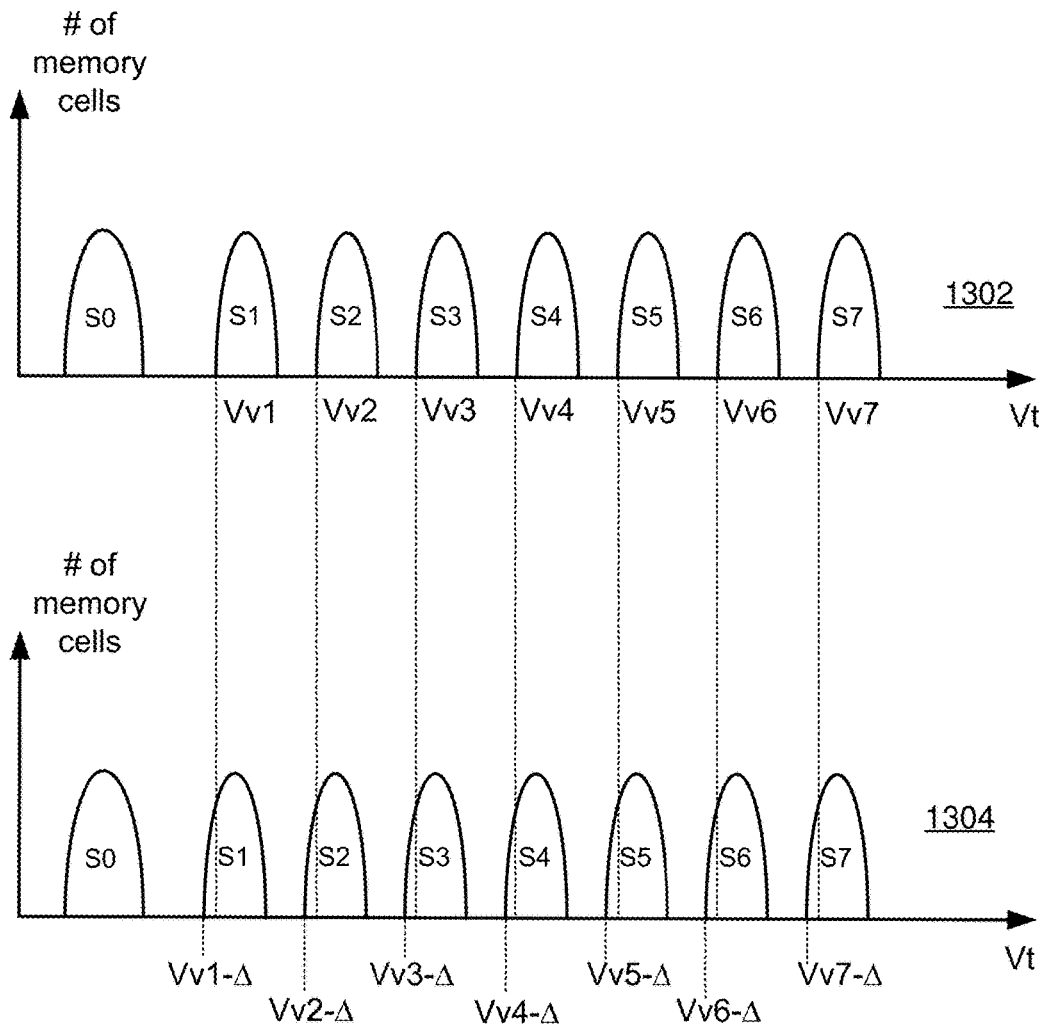 # of
memory
cells
S0 S1 S2 S3 S4 S5 S6 S7
1302
Vv1 Vv2 Vv3 Vv4 Vv5 Vv6 Vv7
Vt
# of
memory
cells
1304
S0 S1 S2 S3 S4 S5 S6 S7
Vt
Vv1-Δ Vv3-Δ Vv5-Δ Vv7-Δ
Vv2-Δ Vv4-Δ Vv6-Δ